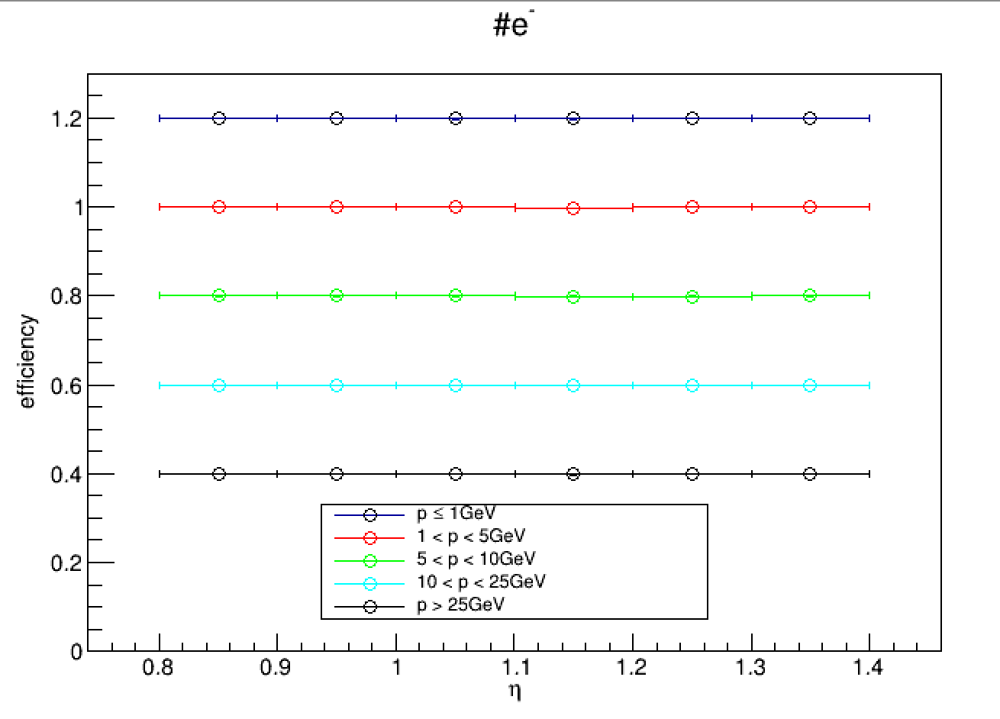 #e⁻
efficiency
1.2
1
0.8
0.6
0.4
0.2
0
p ≤ 1GeV
1 < p < 5GeV
5 < p < 10GeV
10 < p < 25GeV
p > 25GeV
0.8 0.9 1 1.1 1.2 1.3 1.4
η